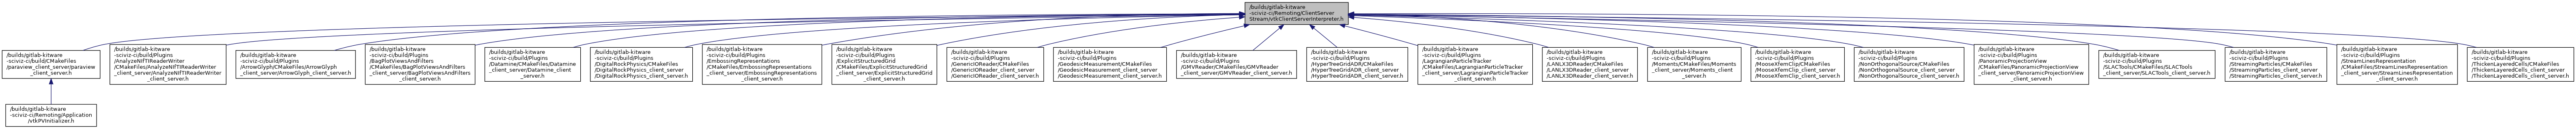 /builds/gitlab-kitware
-sciviz-ci/Remoting/ClientServer
Stream/vtkClientServerInterpreter.h
/builds/gitlab-kitware
-sciviz-ci/build/CMakeFiles
/paraview_client_server/paraview
_client_server.h
/builds/gitlab-kitware
-sciviz-ci/build/Plugins
/AnalyzeNIfTIReaderWriter
/CMakeFiles/AnalyzeNIfTIReaderWriter
_client_server/AnalyzeNIfTIReaderWriter
_client_server.h
/builds/gitlab-kitware
-sciviz-ci/build/Plugins
/ArrowGlyph/CMakeFiles/ArrowGlyph
_client_server/ArrowGlyph_client_server.h
/builds/gitlab-kitware
-sciviz-ci/build/Plugins
/BagPlotViewsAndFilters
/CMakeFiles/BagPlotViewsAndFilters
_client_server/BagPlotViewsAndFilters
_client_server.h
/builds/gitlab-kitware
-sciviz-ci/build/Plugins
/Datamine/CMakeFiles/Datamine
_client_server/Datamine_client
_server.h
/builds/gitlab-kitware
-sciviz-ci/build/Plugins
/DigitalRockPhysics/CMakeFiles
/DigitalRockPhysics_client_server
/DigitalRockPhysics_client_server.h
/builds/gitlab-kitware
-sciviz-ci/build/Plugins
/EmbossingRepresentations
/CMakeFiles/EmbossingRepresentations
_client_server/EmbossingRepresentations
_client_server.h
/builds/gitlab-kitware
-sciviz-ci/build/Plugins
/ExplicitStructuredGrid
/CMakeFiles/ExplicitStructuredGrid
_client_server/ExplicitStructuredGrid
_client_server.h
/builds/gitlab-kitware
-sciviz-ci/build/Plugins
/GenericIOReader/CMakeFiles
/GenericIOReader_client_server
/GenericIOReader_client_server.h
/builds/gitlab-kitware
-sciviz-ci/build/Plugins
/GeodesicMeasurement/CMakeFiles
/GeodesicMeasurement_client_server
/GeodesicMeasurement_client_server.h
/builds/gitlab-kitware
-sciviz-ci/build/Plugins
/GMVReader/CMakeFiles/GMVReader
_client_server/GMVReader_client_server.h
/builds/gitlab-kitware
-sciviz-ci/build/Plugins
/HyperTreeGridADR/CMakeFiles
/HyperTreeGridADR_client_server
/HyperTreeGridADR_client_server.h
/builds/gitlab-kitware
-sciviz-ci/build/Plugins
/LagrangianParticleTracker
/CMakeFiles/LagrangianParticleTracker
_client_server/LagrangianParticleTracker
_client_server.h
/builds/gitlab-kitware
-sciviz-ci/build/Plugins
/LANLX3DReader/CMakeFiles
/LANLX3DReader_client_server
/LANLX3DReader_client_server.h
/builds/gitlab-kitware
-sciviz-ci/build/Plugins
/Moments/CMakeFiles/Moments
_client_server/Moments_client
_server.h
/builds/gitlab-kitware
-sciviz-ci/build/Plugins
/MooseXfemClip/CMakeFiles
/MooseXfemClip_client_server
/MooseXfemClip_client_server.h
/builds/gitlab-kitware
-sciviz-ci/build/Plugins
/NonOrthogonalSource/CMakeFiles
/NonOrthogonalSource_client_server
/NonOrthogonalSource_client_server.h
/builds/gitlab-kitware
-sciviz-ci/build/Plugins
/PanoramicProjectionView
/CMakeFiles/PanoramicProjectionView
_client_server/PanoramicProjectionView
_client_server.h
/builds/gitlab-kitware
-sciviz-ci/build/Plugins
/SLACTools/CMakeFiles/SLACTools
_client_server/SLACTools_client_server.h
/builds/gitlab-kitware
-sciviz-ci/build/Plugins
/StreamingParticles/CMakeFiles
/StreamingParticles_client_server
/StreamingParticles_client_server.h
/builds/gitlab-kitware
-sciviz-ci/build/Plugins
/StreamLinesRepresentation
/CMakeFiles/StreamLinesRepresentation
_client_server/StreamLinesRepresentation
_client_server.h
/builds/gitlab-kitware
-sciviz-ci/build/Plugins
/ThickenLayeredCells/CMakeFiles
/ThickenLayeredCells_client_server
/ThickenLayeredCells_client_server.h
/builds/gitlab-kitware
-sciviz-ci/Remoting/Application
/vtkPVInitializer.h